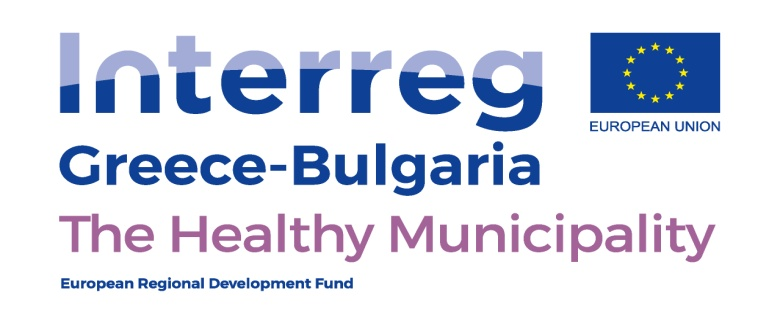 Interreg
EUROPEAN UNION
Greece-Bulgaria
The Healthy Municipality
European Regional Development Fund